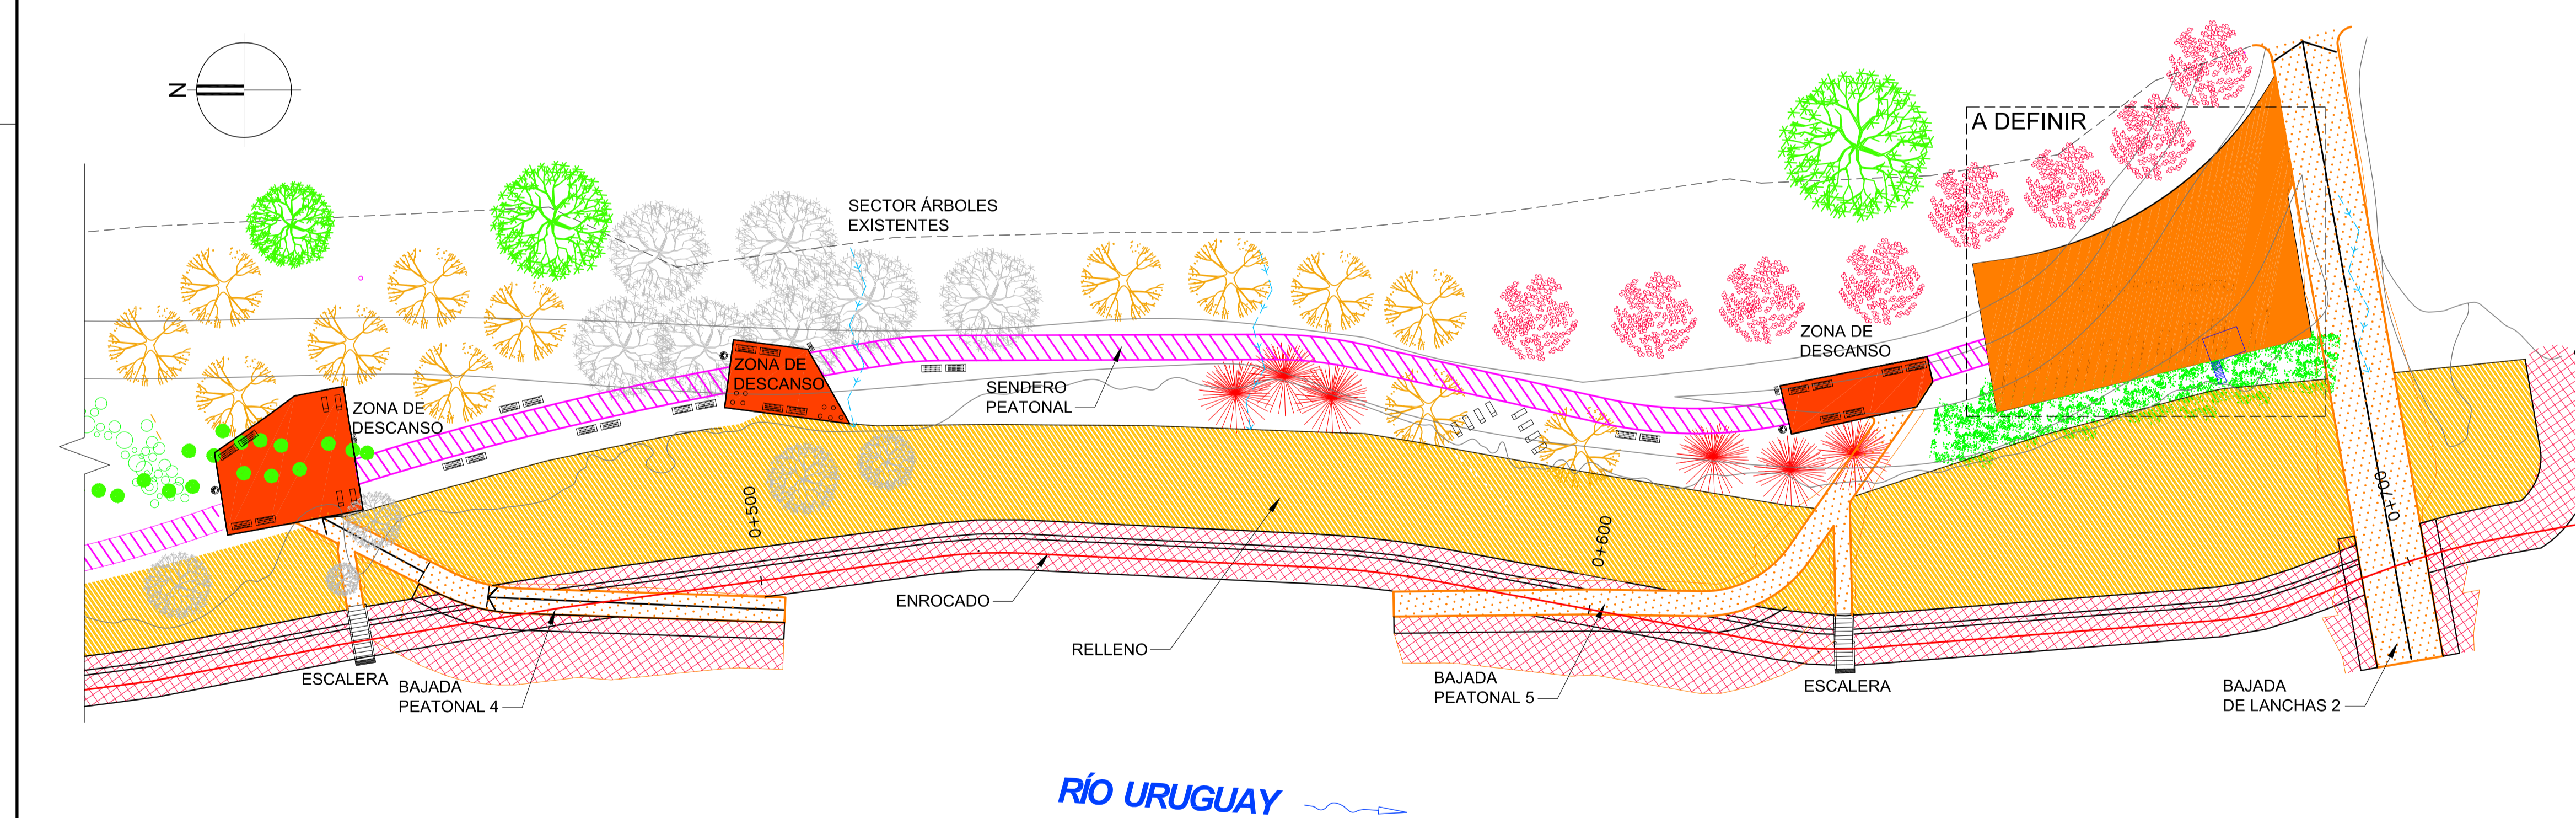 N
A DEFINIR
SECTOR ÁRBOLES
EXISTENTES
ZONA DE
DESCANSO
ZONA DE
DESCANSO
SENDERO
PEATONAL
ZONA DE
DESCANSO
0+500
0+600
0+700
ENROCADO
RELLENO
ESCALERA
BAJADA
PEATONAL 4
BAJADA
PEATONAL 5
ESCALERA
BAJADA
DE LANCHAS 2
RÍO URUGUAY